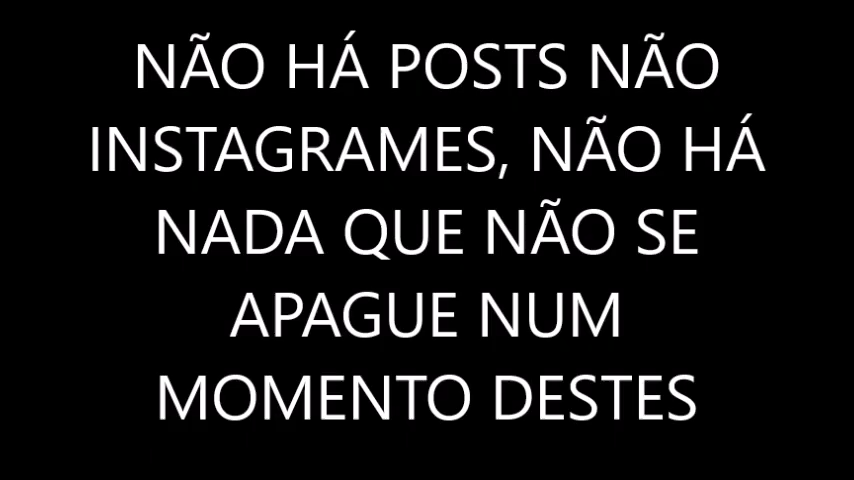 NÃO HÁ POSTS NÃO
INSTAGRAMES, NÃO HÁ
NADA QUE NÃO SE
APAGUE NUM
MOMENTO DESTES